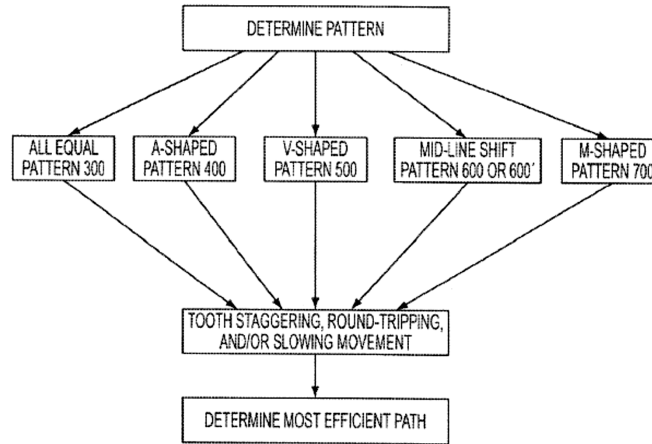 DETERMINE PATTERN
ALL EQUAL
PATTERN 300
A-SHAPED
PATTERN 400
V-SHAPED
PATTERN 500
MID-LINE SHIFT
PATTERN 600 OR 600´
M-SHAPED
PATTERN 700
TOOTH STAGGERING, ROUND-TRIPPING,
AND/OR SLOWING MOVEMENT
DETERMINE MOST EFFICIENT PATH